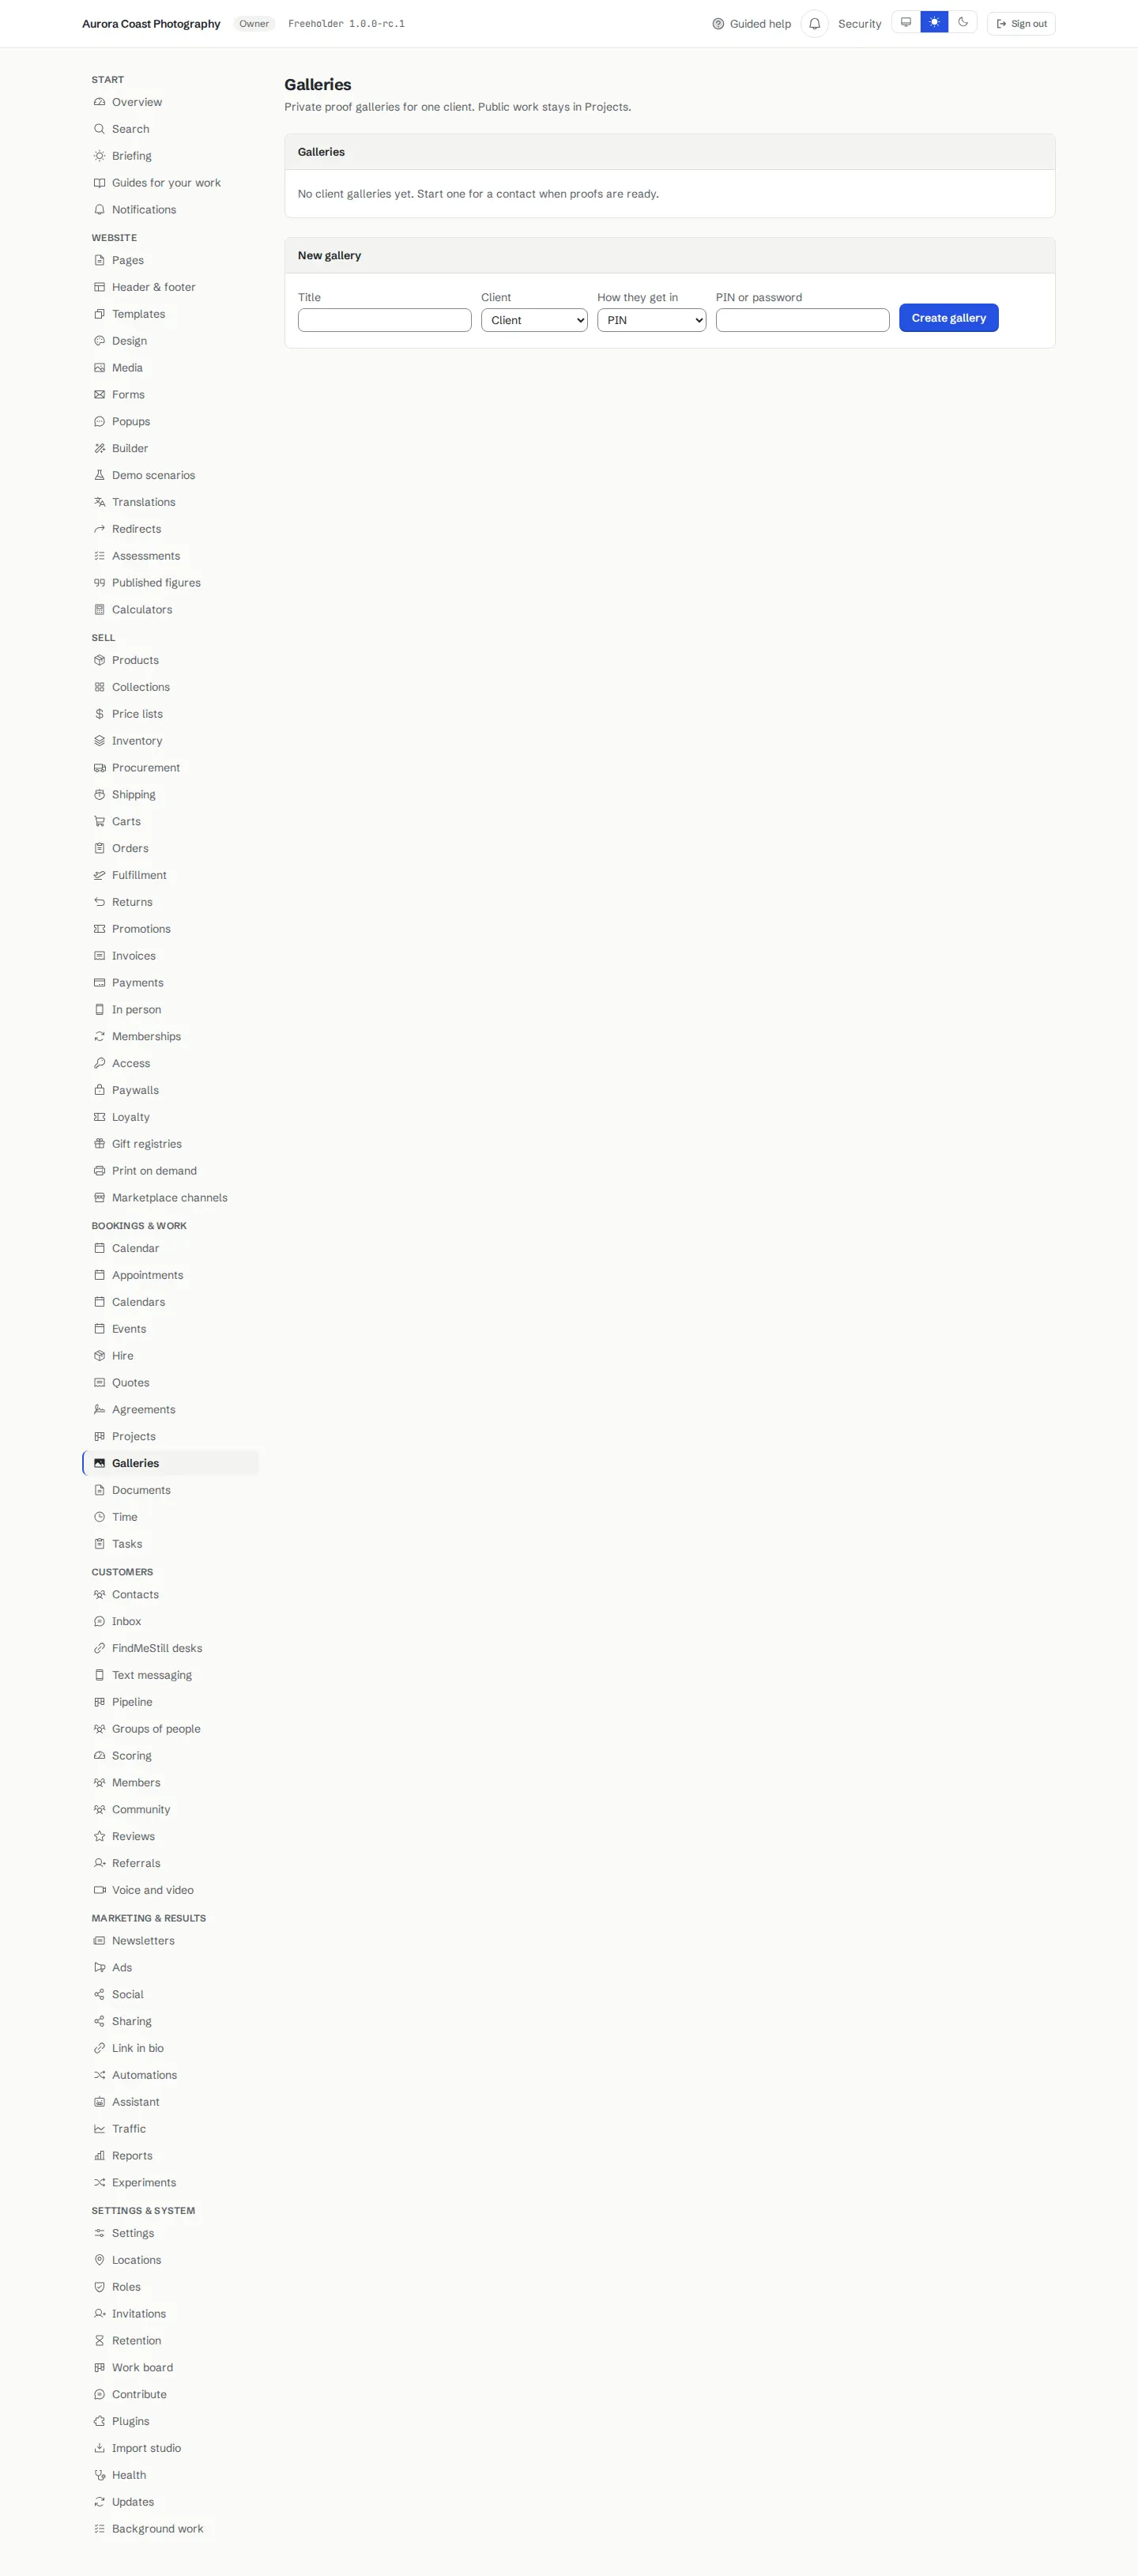 Aurora Coast Photography Owner Freeholder 1.0.0-rc.1 Guided help Security Sign out
START
Overview
Search
Briefing
Guides for your work
Notifications
WEBSITE
Pages
Header & footer
Templates
Design
Media
Forms
Popups
Builder
Demo scenarios
Translations
Redirects
Assessments
Published figures
Calculators
SELL
Products
Collections
Price lists
Inventory
Procurement
Shipping
Carts
Orders
Fulfillment
Returns
Promotions
Invoices
Payments
In person
Memberships
Access
Paywalls
Loyalty
Gift registries
Print on demand
Marketplace channels
BOOKINGS & WORK
Calendar
Appointments
Calendars
Events
Hire
Quotes
Agreements
Projects
Galleries
Documents
Time
Tasks
CUSTOMERS
Contacts
Inbox
FindMeStill desks
Text messaging
Pipeline
Groups of people
Scoring
Members
Community
Reviews
Referrals
Voice and video
MARKETING & RESULTS
Newsletters
Ads
Social
Sharing
Link in bio
Automations
Assistant
Traffic
Reports
Experiments
SETTINGS & SYSTEM
Settings
Locations
Roles
Invitations
Retention
Work board
Contribute
Plugins
Import studio
Health
Updates
Background work
Galleries
Private proof galleries for one client. Public work stays in Projects.
Galleries
No client galleries yet. Start one for a contact when proofs are ready.
New gallery
Title Client How they get in PIN or password
Client PIN Create gallery